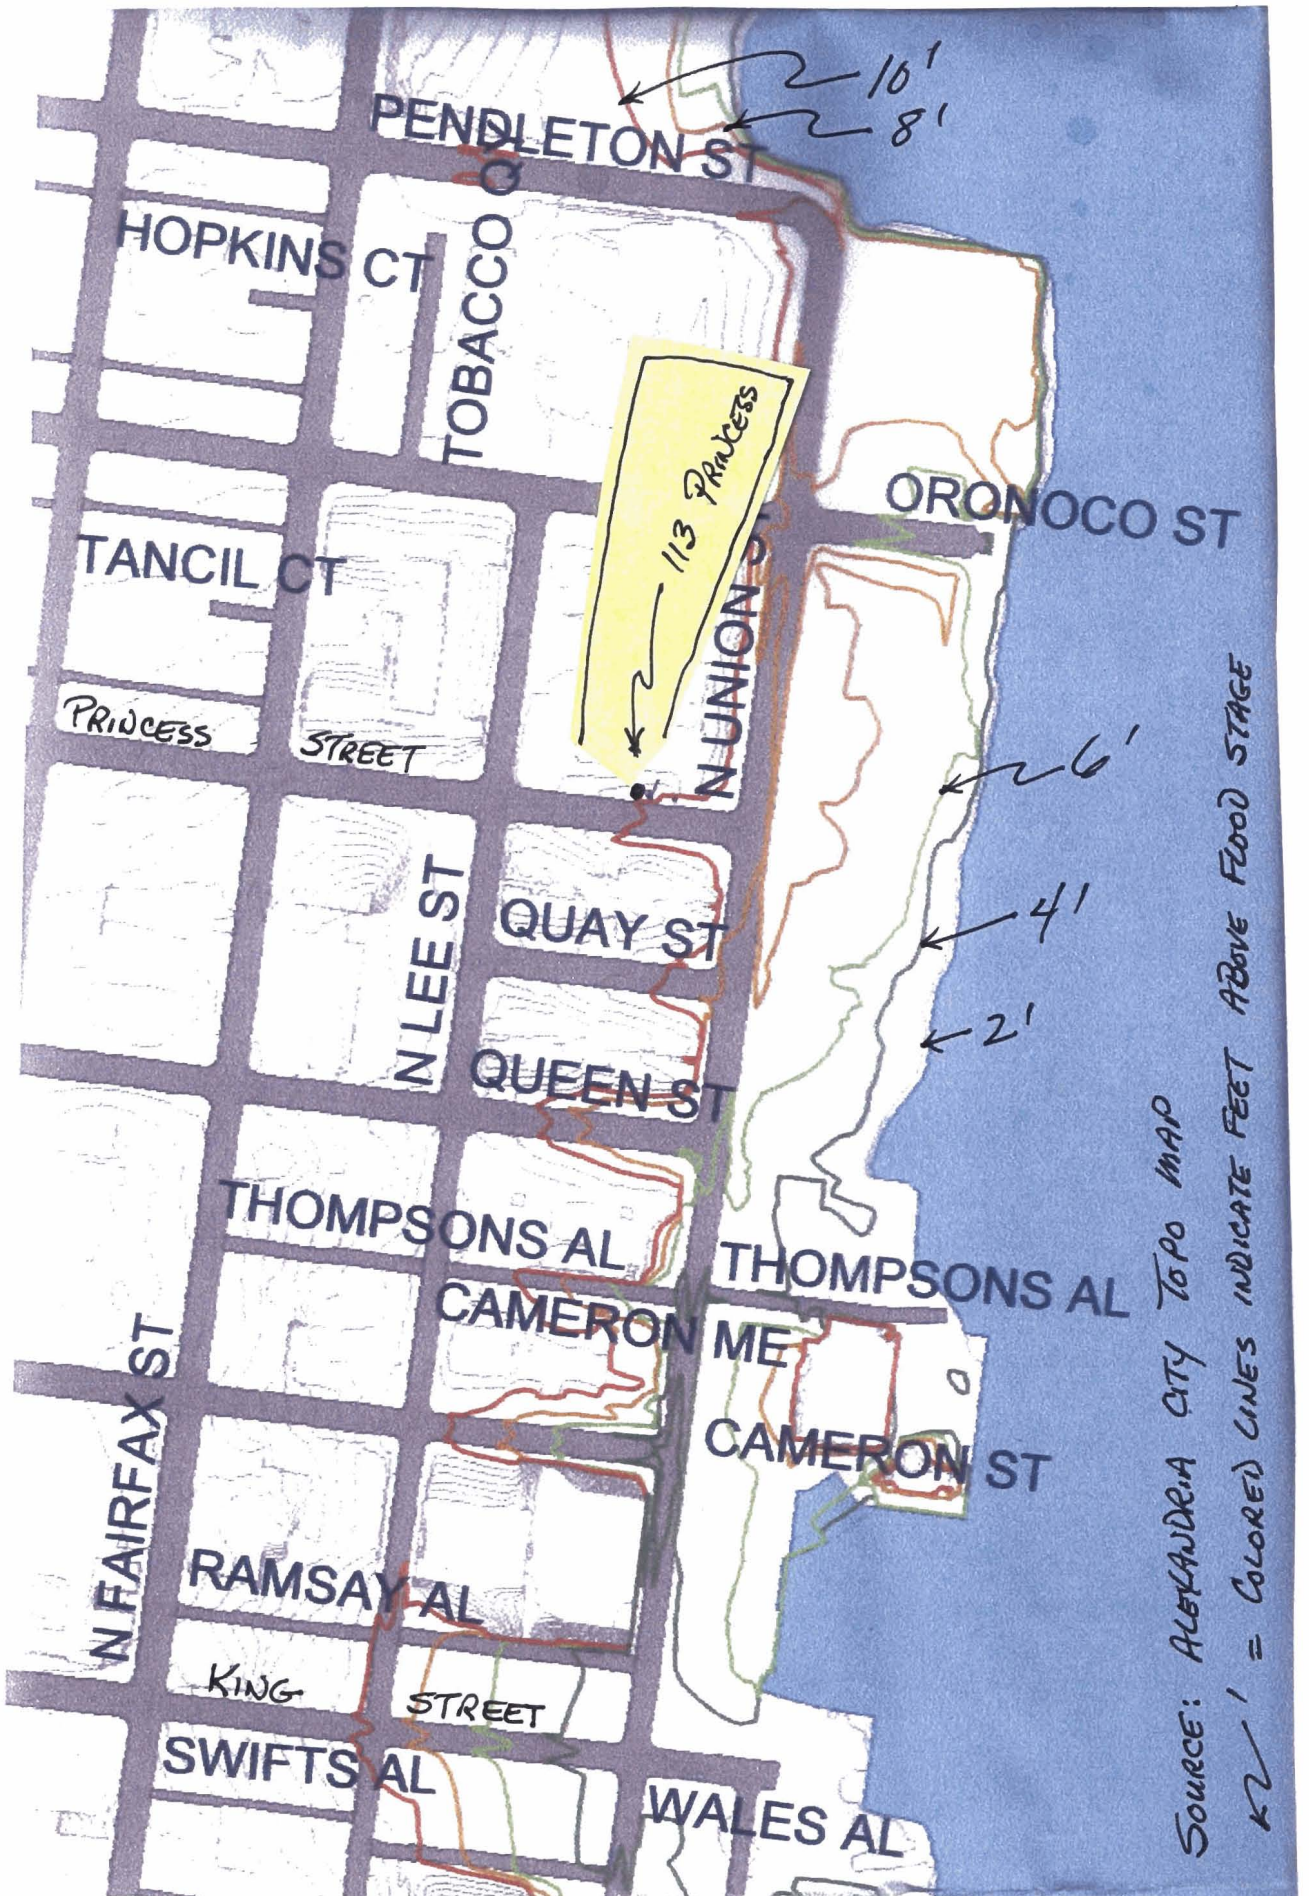 10'
8'
PENDLETON ST
HOPKINS CT
TOBACCO Q
113 PRINCESS
ORONOCO ST
TANCIL CT
N UNION ST
PRINCESS
STREET
6'
N LEE ST
QUAY ST
4'
2'
QUEEN ST
THOMPSONS AL
THOMPSONS AL
CAMERON ME
CAMERON ST
N FAIRFAX ST
RAMSAY AL
KING
STREET
SWIFTS AL
WALES AL
SOURCE: ALEXANDRIA CITY TOPO MAP
' = COLORED LINES INDICATE FEET ABOVE FLOOD STAGE